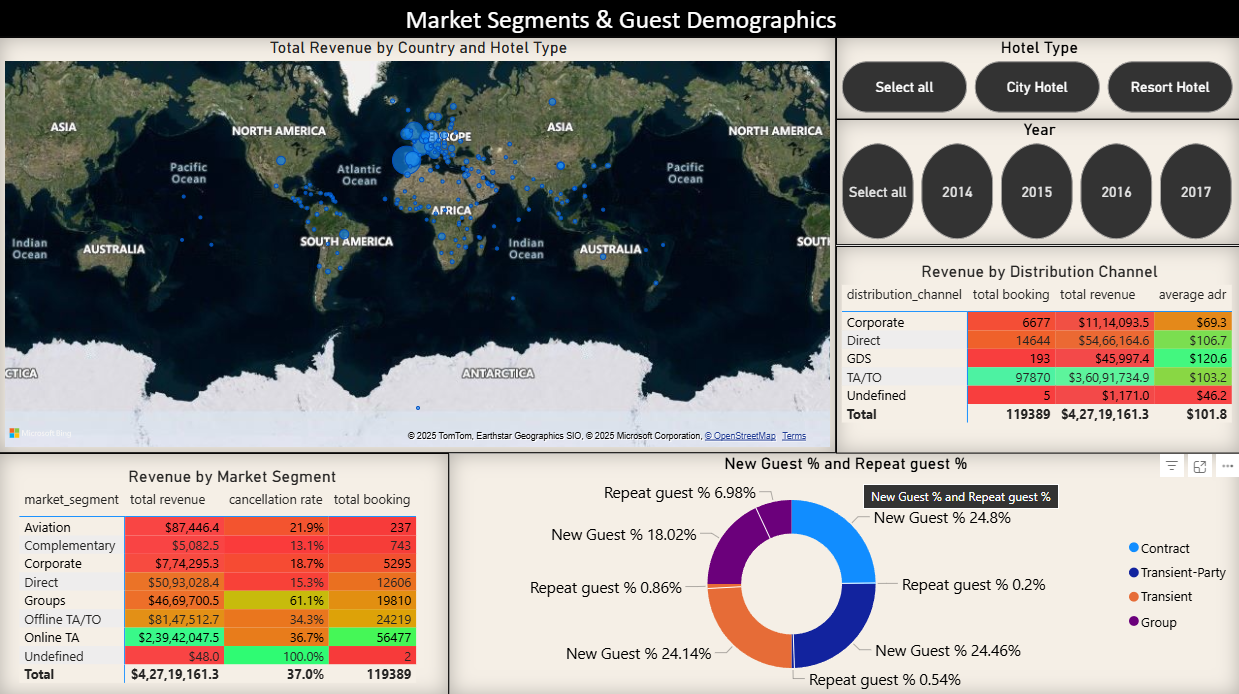 Market Segments & Guest Demographics
Total Revenue by Country and Hotel Type
ASIA
NORTH AMERICA
EUROPE
ASIA
NORTH AMERICA
Pacific
Ocean
Atlantic
Ocean
Pacific
Ocean
AFRICA
Indian
Ocean
AUSTRALIA
SOUTH AMERICA
Indian
Ocean
AUSTRALIA
SOUT
CTICA
ANTARCTICA
Microsoft Bing
© 2025 TomTom, Earthstar Geographics SIO, © 2025 Microsoft Corporation, © OpenStreetMap Terms
Hotel Type
Select all City Hotel Resort Hotel
Year
Select all 2014 2015 2016 2017
Revenue by Distribution Channel
distribution_channel total booking total revenue average adr
Corporate 6677 $11,14,093.5 $69.3
Direct 14644 $54,66,164.6 $106.7
GDS 193 $45,997.4 $120.6
TA/TO 97870 $3,60,91,734.9 $103.2
Undefined 5 $1,171.0 $46.2
Total 119389 $4,27,19,161.3 $101.8
Revenue by Market Segment
market_segment total revenue cancellation rate total booking
Aviation $87,446.4 21.9% 237
Complementary $5,082.5 13.1% 743
Corporate $7,74,295.3 18.7% 5295
Direct $50,93,028.4 15.3% 12606
Groups $46,69,700.5 61.1% 19810
Offline TA/TO $81,47,512.7 34.3% 24219
Online TA $2,39,42,047.5 36.7% 56477
Undefined $48.0 100.0% 2
Total $4,27,19,161.3 37.0% 119389
New Guest % and Repeat guest %
New Guest % and Repeat guest %
Repeat guest % 6.98%
New Guest % 24.8%
New Guest % 18.02%
Repeat guest % 0.86%
Repeat guest % 0.2%
New Guest % 24.14%
New Guest % 24.46%
Repeat guest % 0.54%
Contract
Transient-Party
Transient
Group